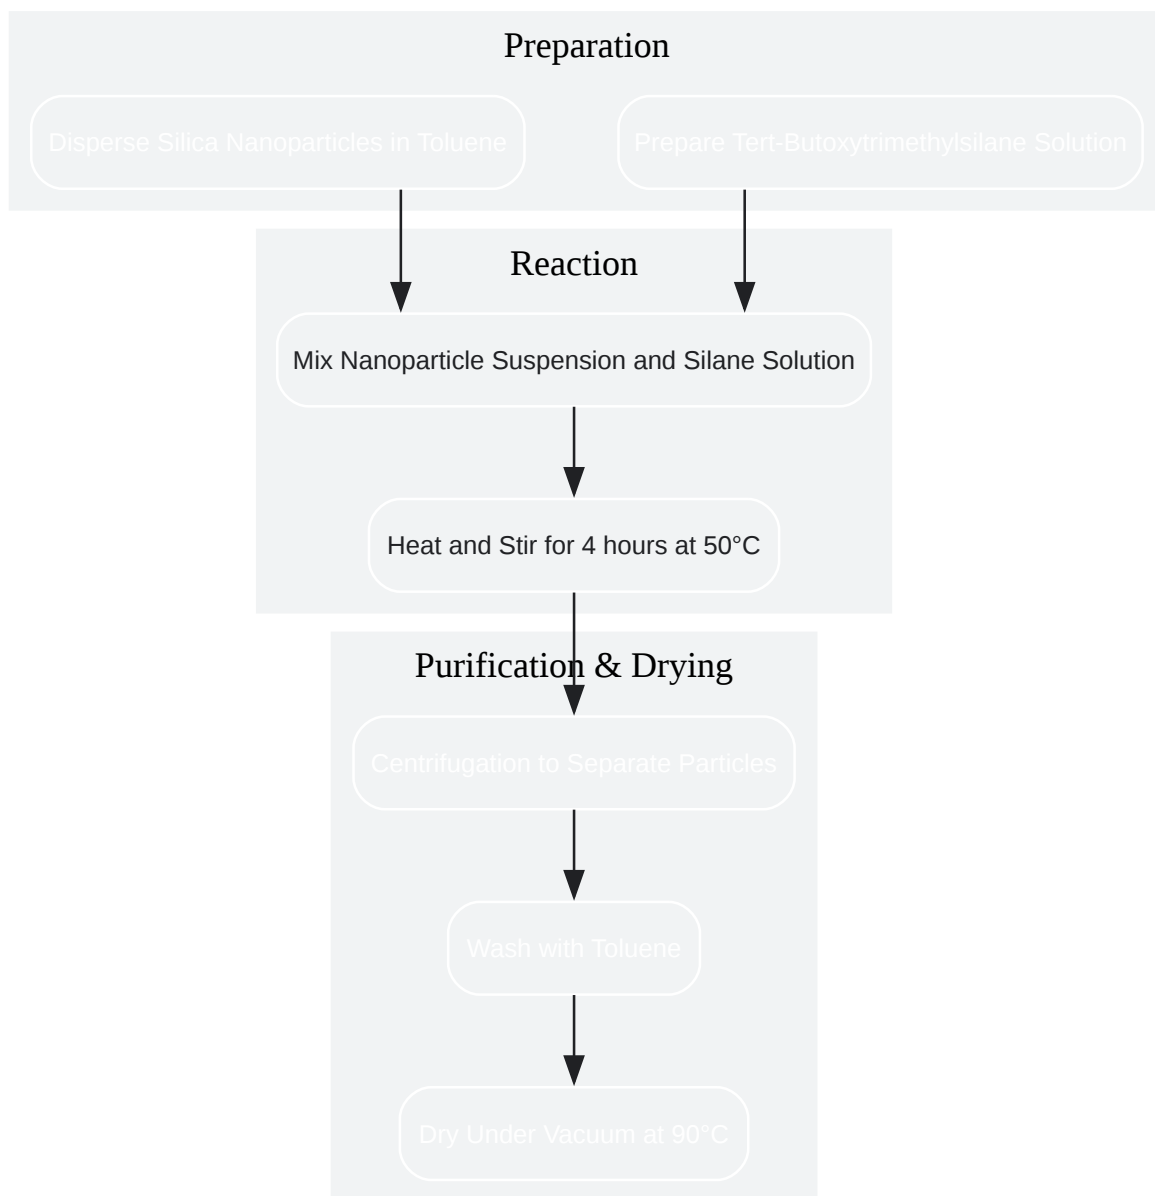 Preparation
Disperse Silica Nanoparticles in Toluene
Prepare Tert-Butoxytrimethylsilane Solution
Reaction
Mix Nanoparticle Suspension and Silane Solution
Heat and Stir for 4 hours at 50°C
Purification & Drying
Centrifugation to Separate Particles
Wash with Toluene
Dry Under Vacuum at 90°C